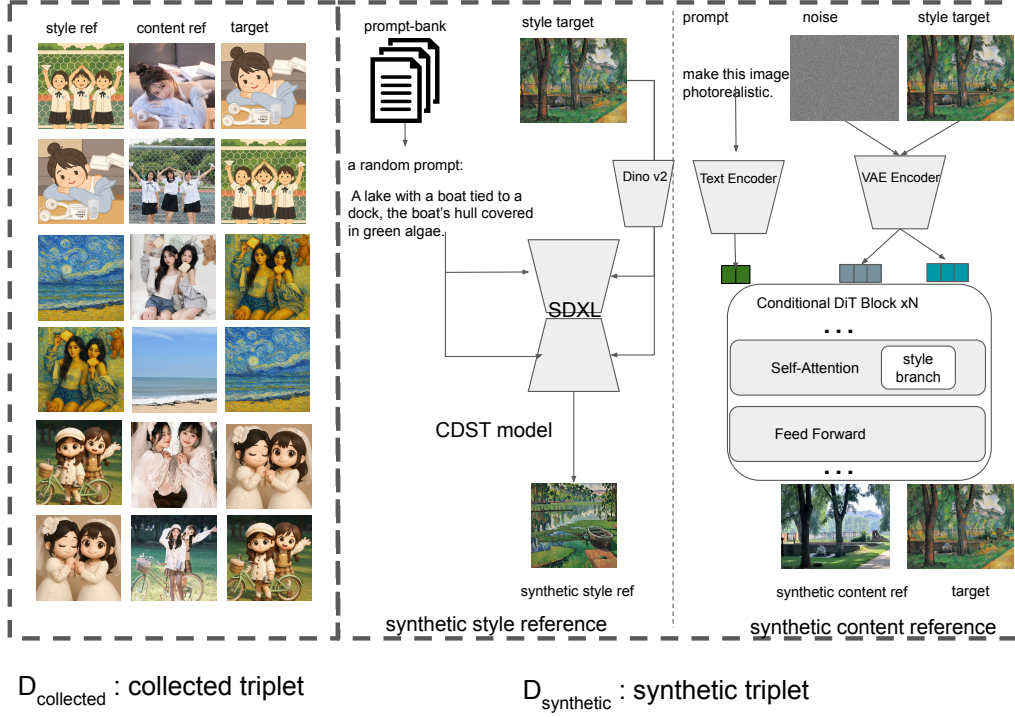 style ref
content ref
target
prompt-bank
a random prompt:
A lake with a boat tied to a
dock, the boat's hull covered
in green algae.
style target
Dino v2
SDXL
CDST model
synthetic style ref
synthetic style reference
prompt
noise
style target
make this image
photorealistic.
Text Encoder
VAE Encoder
Conditional DiT Block xN
...
Self-Attention
style
branch
Feed Forward
...
synthetic content ref
target
synthetic content reference
D_collected : collected triplet
D_synthetic : synthetic triplet